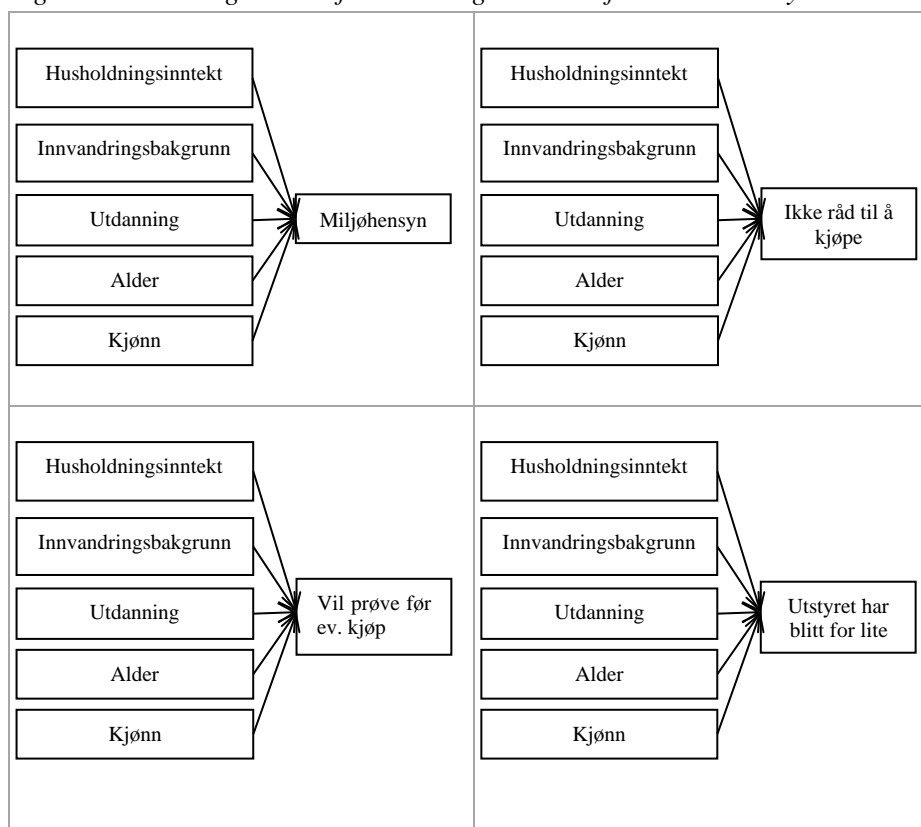 Husholdningsinntekt
Innvandringsbakgrunn
Utdanning
Alder
Kjønn
Miljøhensyn
Husholdningsinntekt
Innvandringsbakgrunn
Utdanning
Alder
Kjønn
Ikke råd til å
kjøpe
Husholdningsinntekt
Innvandringsbakgrunn
Utdanning
Alder
Kjønn
Vil prøve før
ev. kjøp
Husholdningsinntekt
Innvandringsbakgrunn
Utdanning
Alder
Kjønn
Utstyret har
blitt for lite